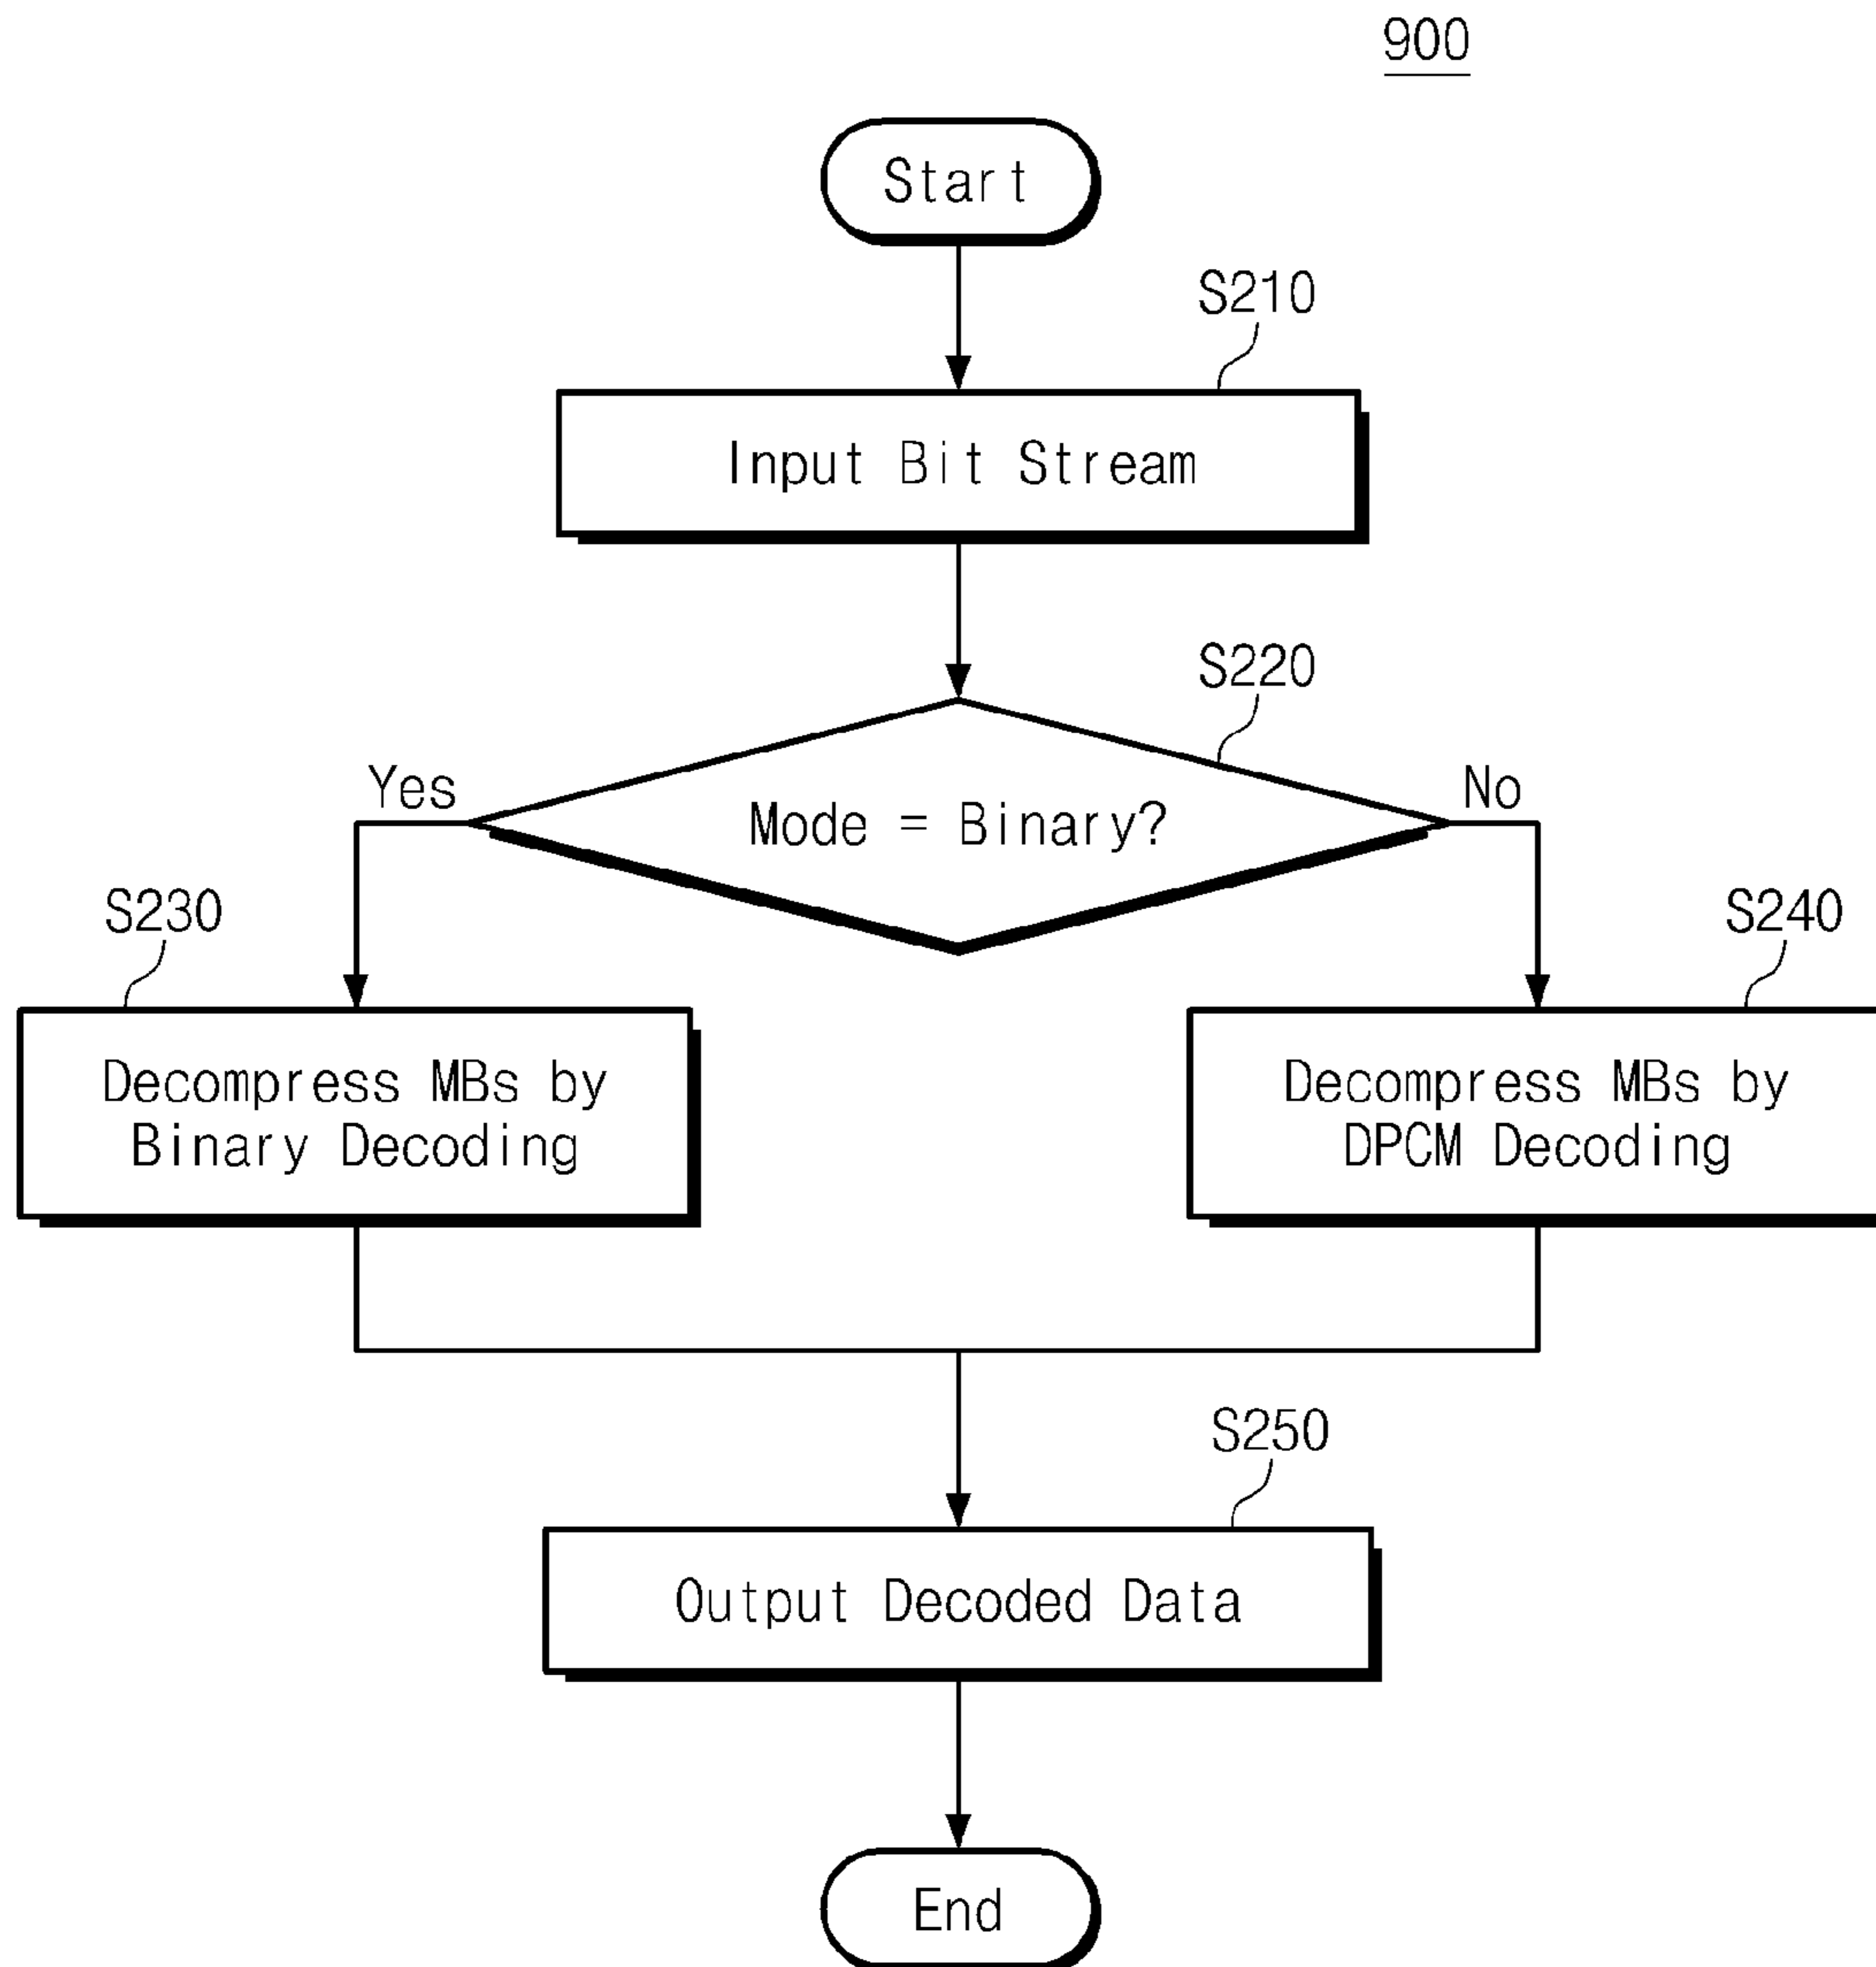 900
Start
S210
Input Bit Stream
S220
Yes
Mode = Binary?
No
S230
S240
Decompress MBs by
Binary Decoding
Decompress MBs by
DPCM Decoding
S250
Output Decoded Data
End